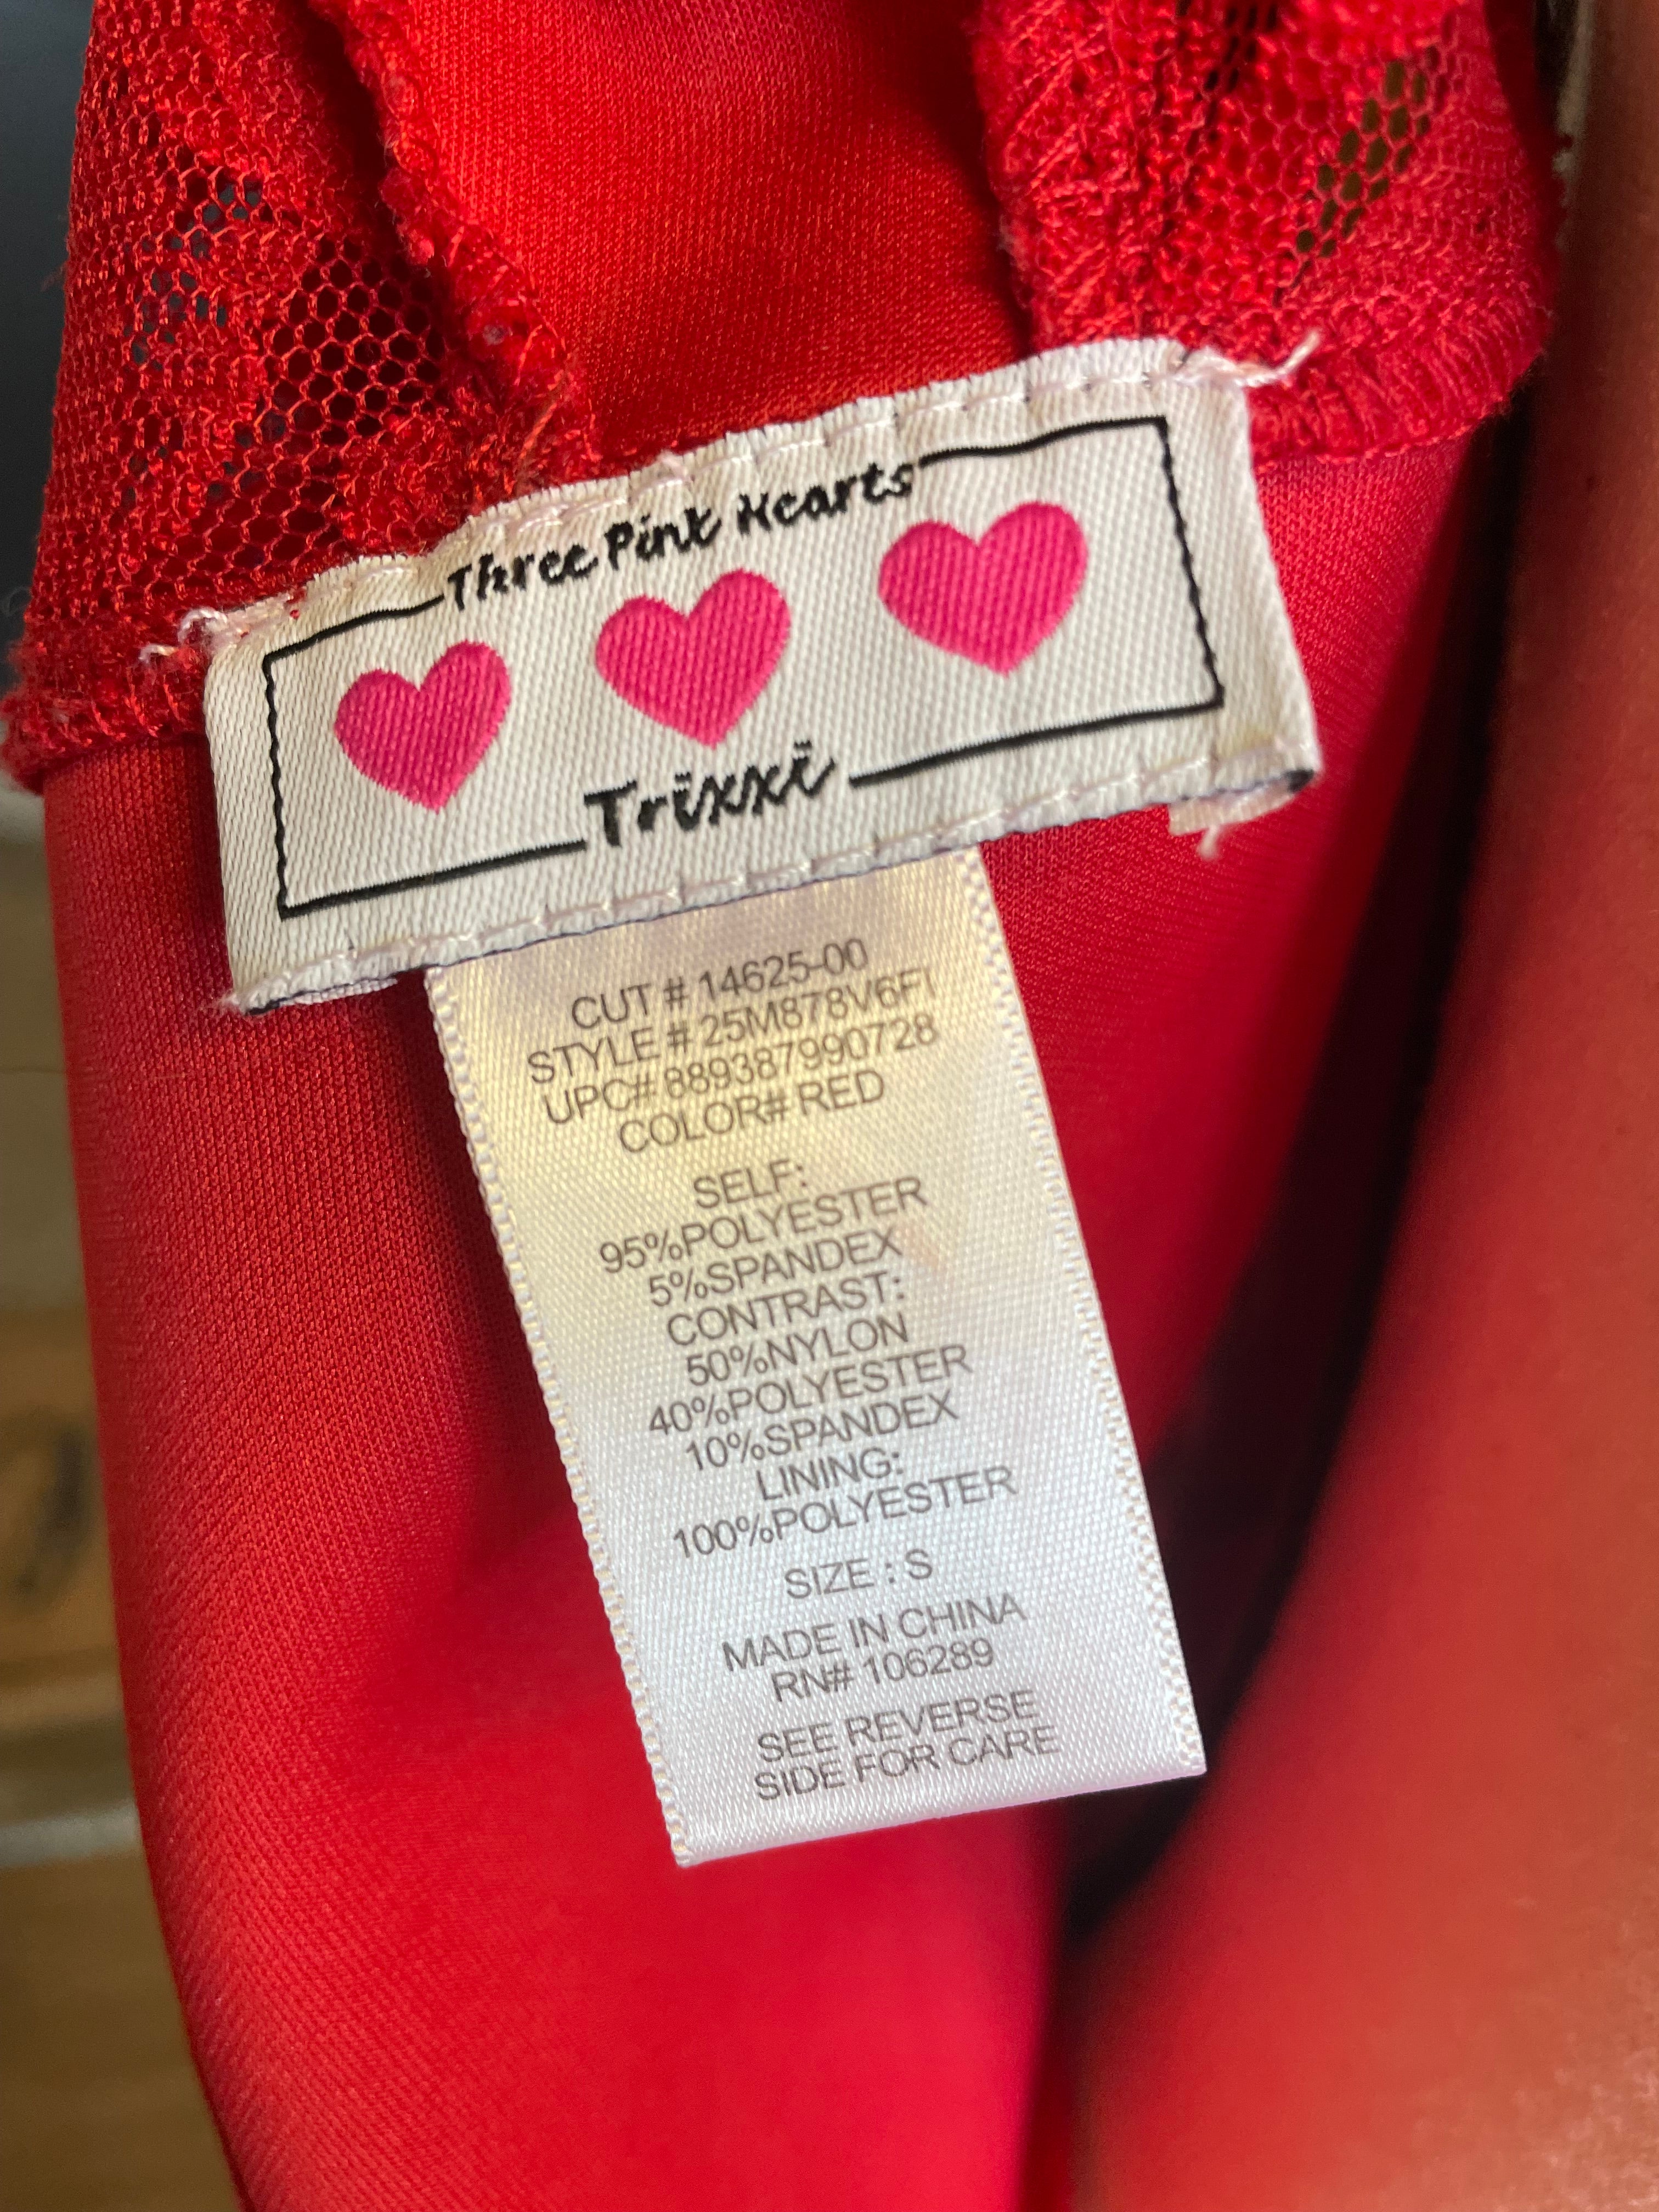 Three Pink Hearts
Trixxi
CUT # 14625-00
STYLE # 25M878V6FI
UPC# 889387990728
COLOR# RED
SELF:
95%POLYESTER
5%SPANDEX
CONTRAST:
50%NYLON
40%POLYESTER
10%SPANDEX
LINING:
100%POLYESTER
SIZE : S
MADE IN CHINA
RN# 106289
SEE REVERSE
SIDE FOR CARE